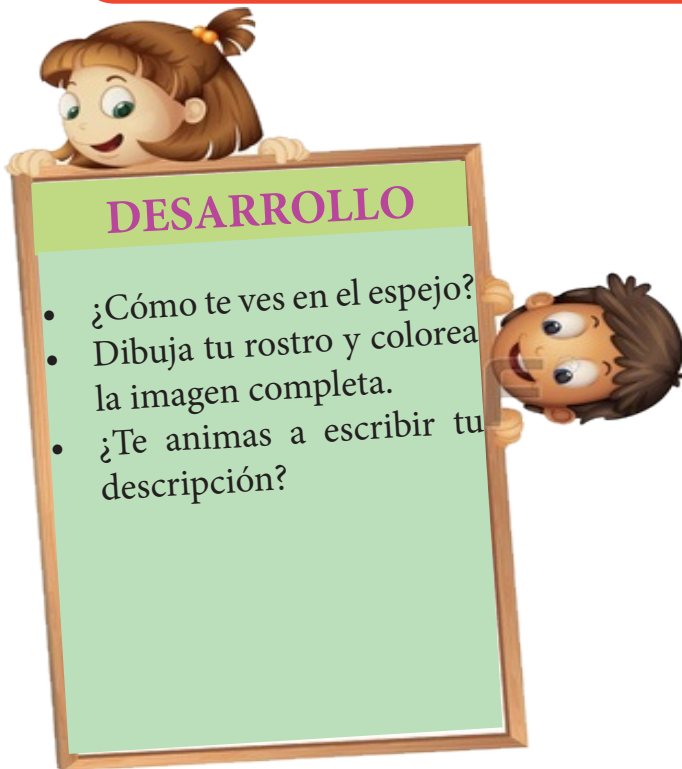 DESARROLLO
• ¿Cómo te ves en el espejo?
• Dibuja tu rostro y colorea
la imagen completa.
• ¿Te animas a escribir tu
descripción?